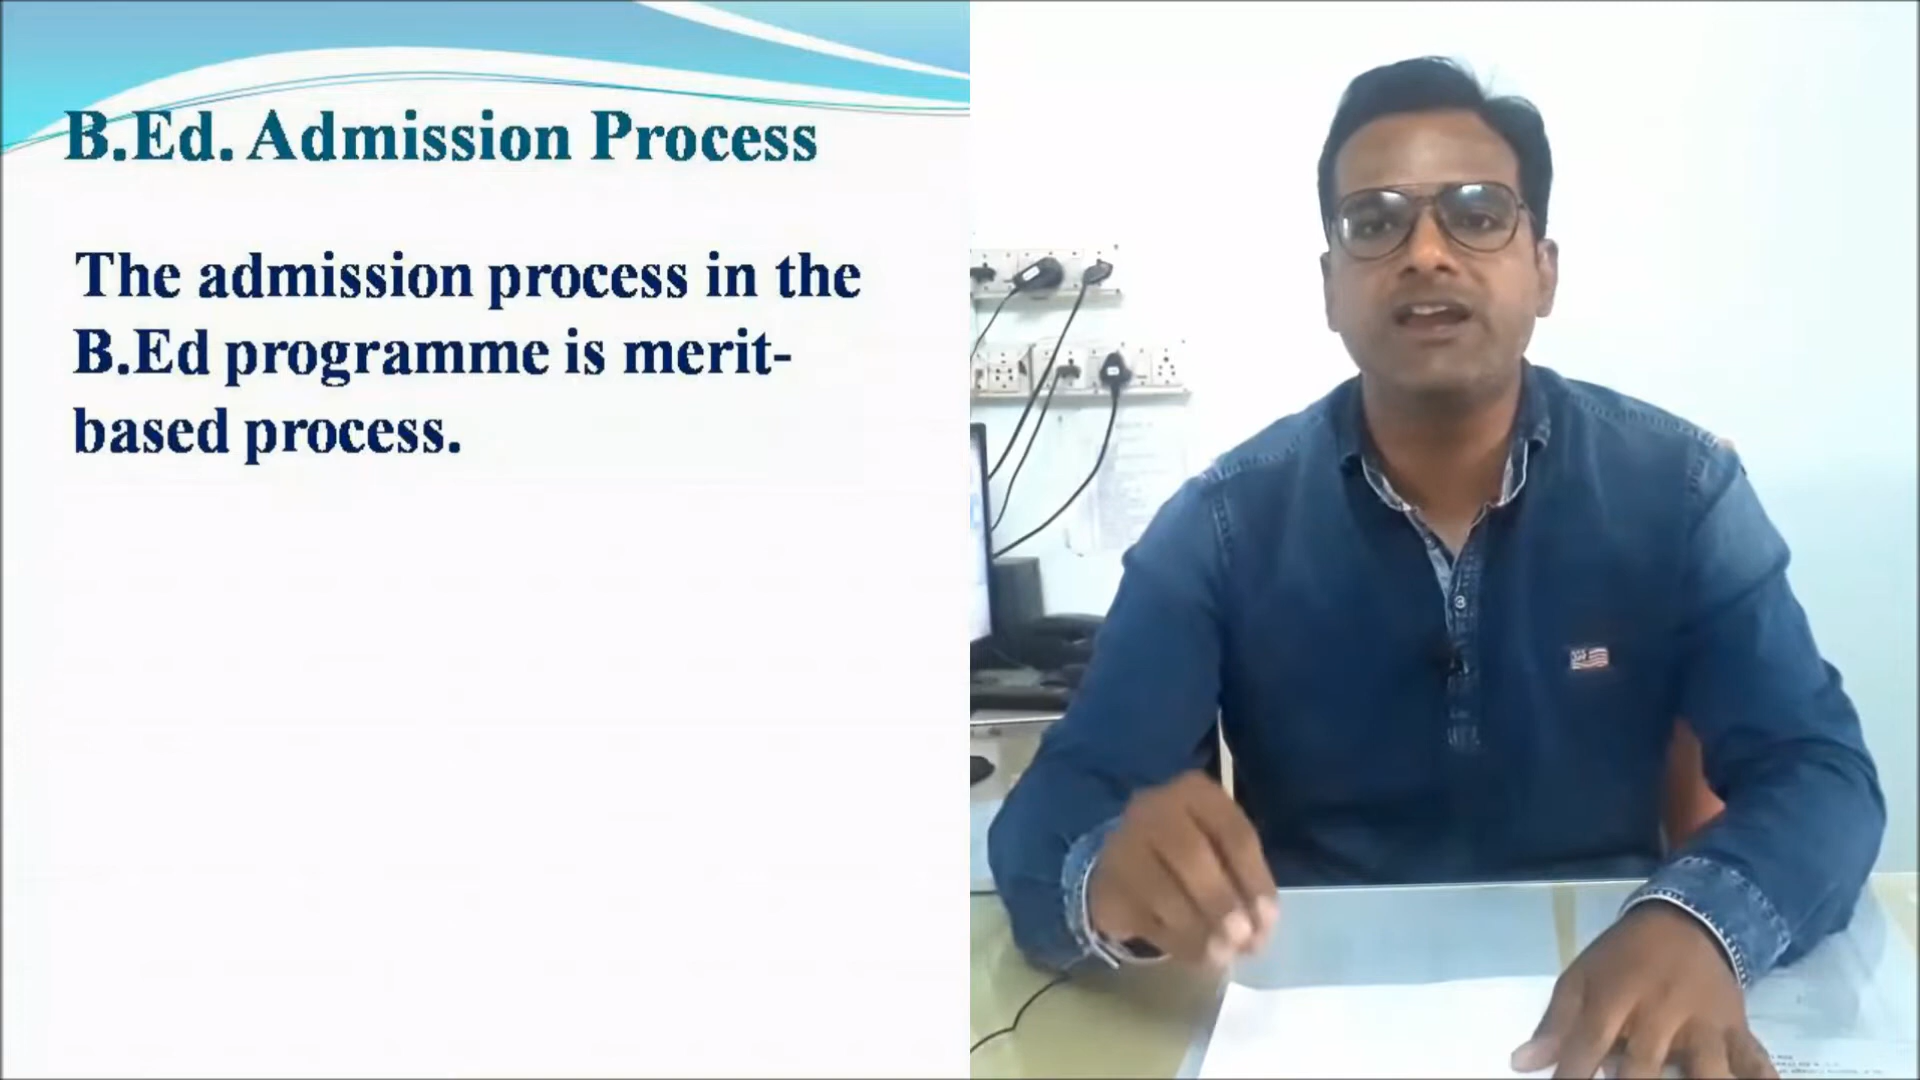 B.Ed. Admission Process
The admission process in the
B.Ed programme is merit-
based process.